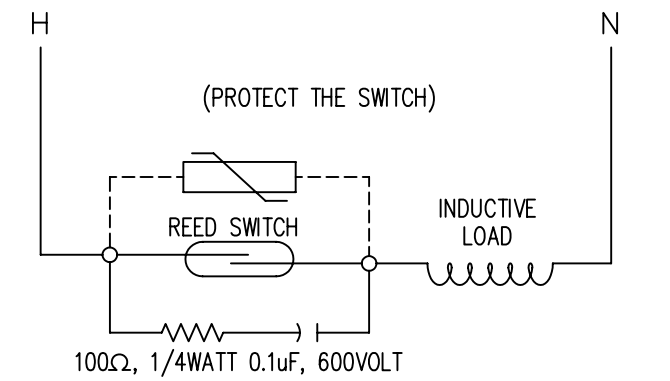 H
N
(PROTECT THE SWITCH)
REED SWITCH
INDUCTIVE
LOAD
100Ω, 1/4WATT 0.1uF, 600VOLT